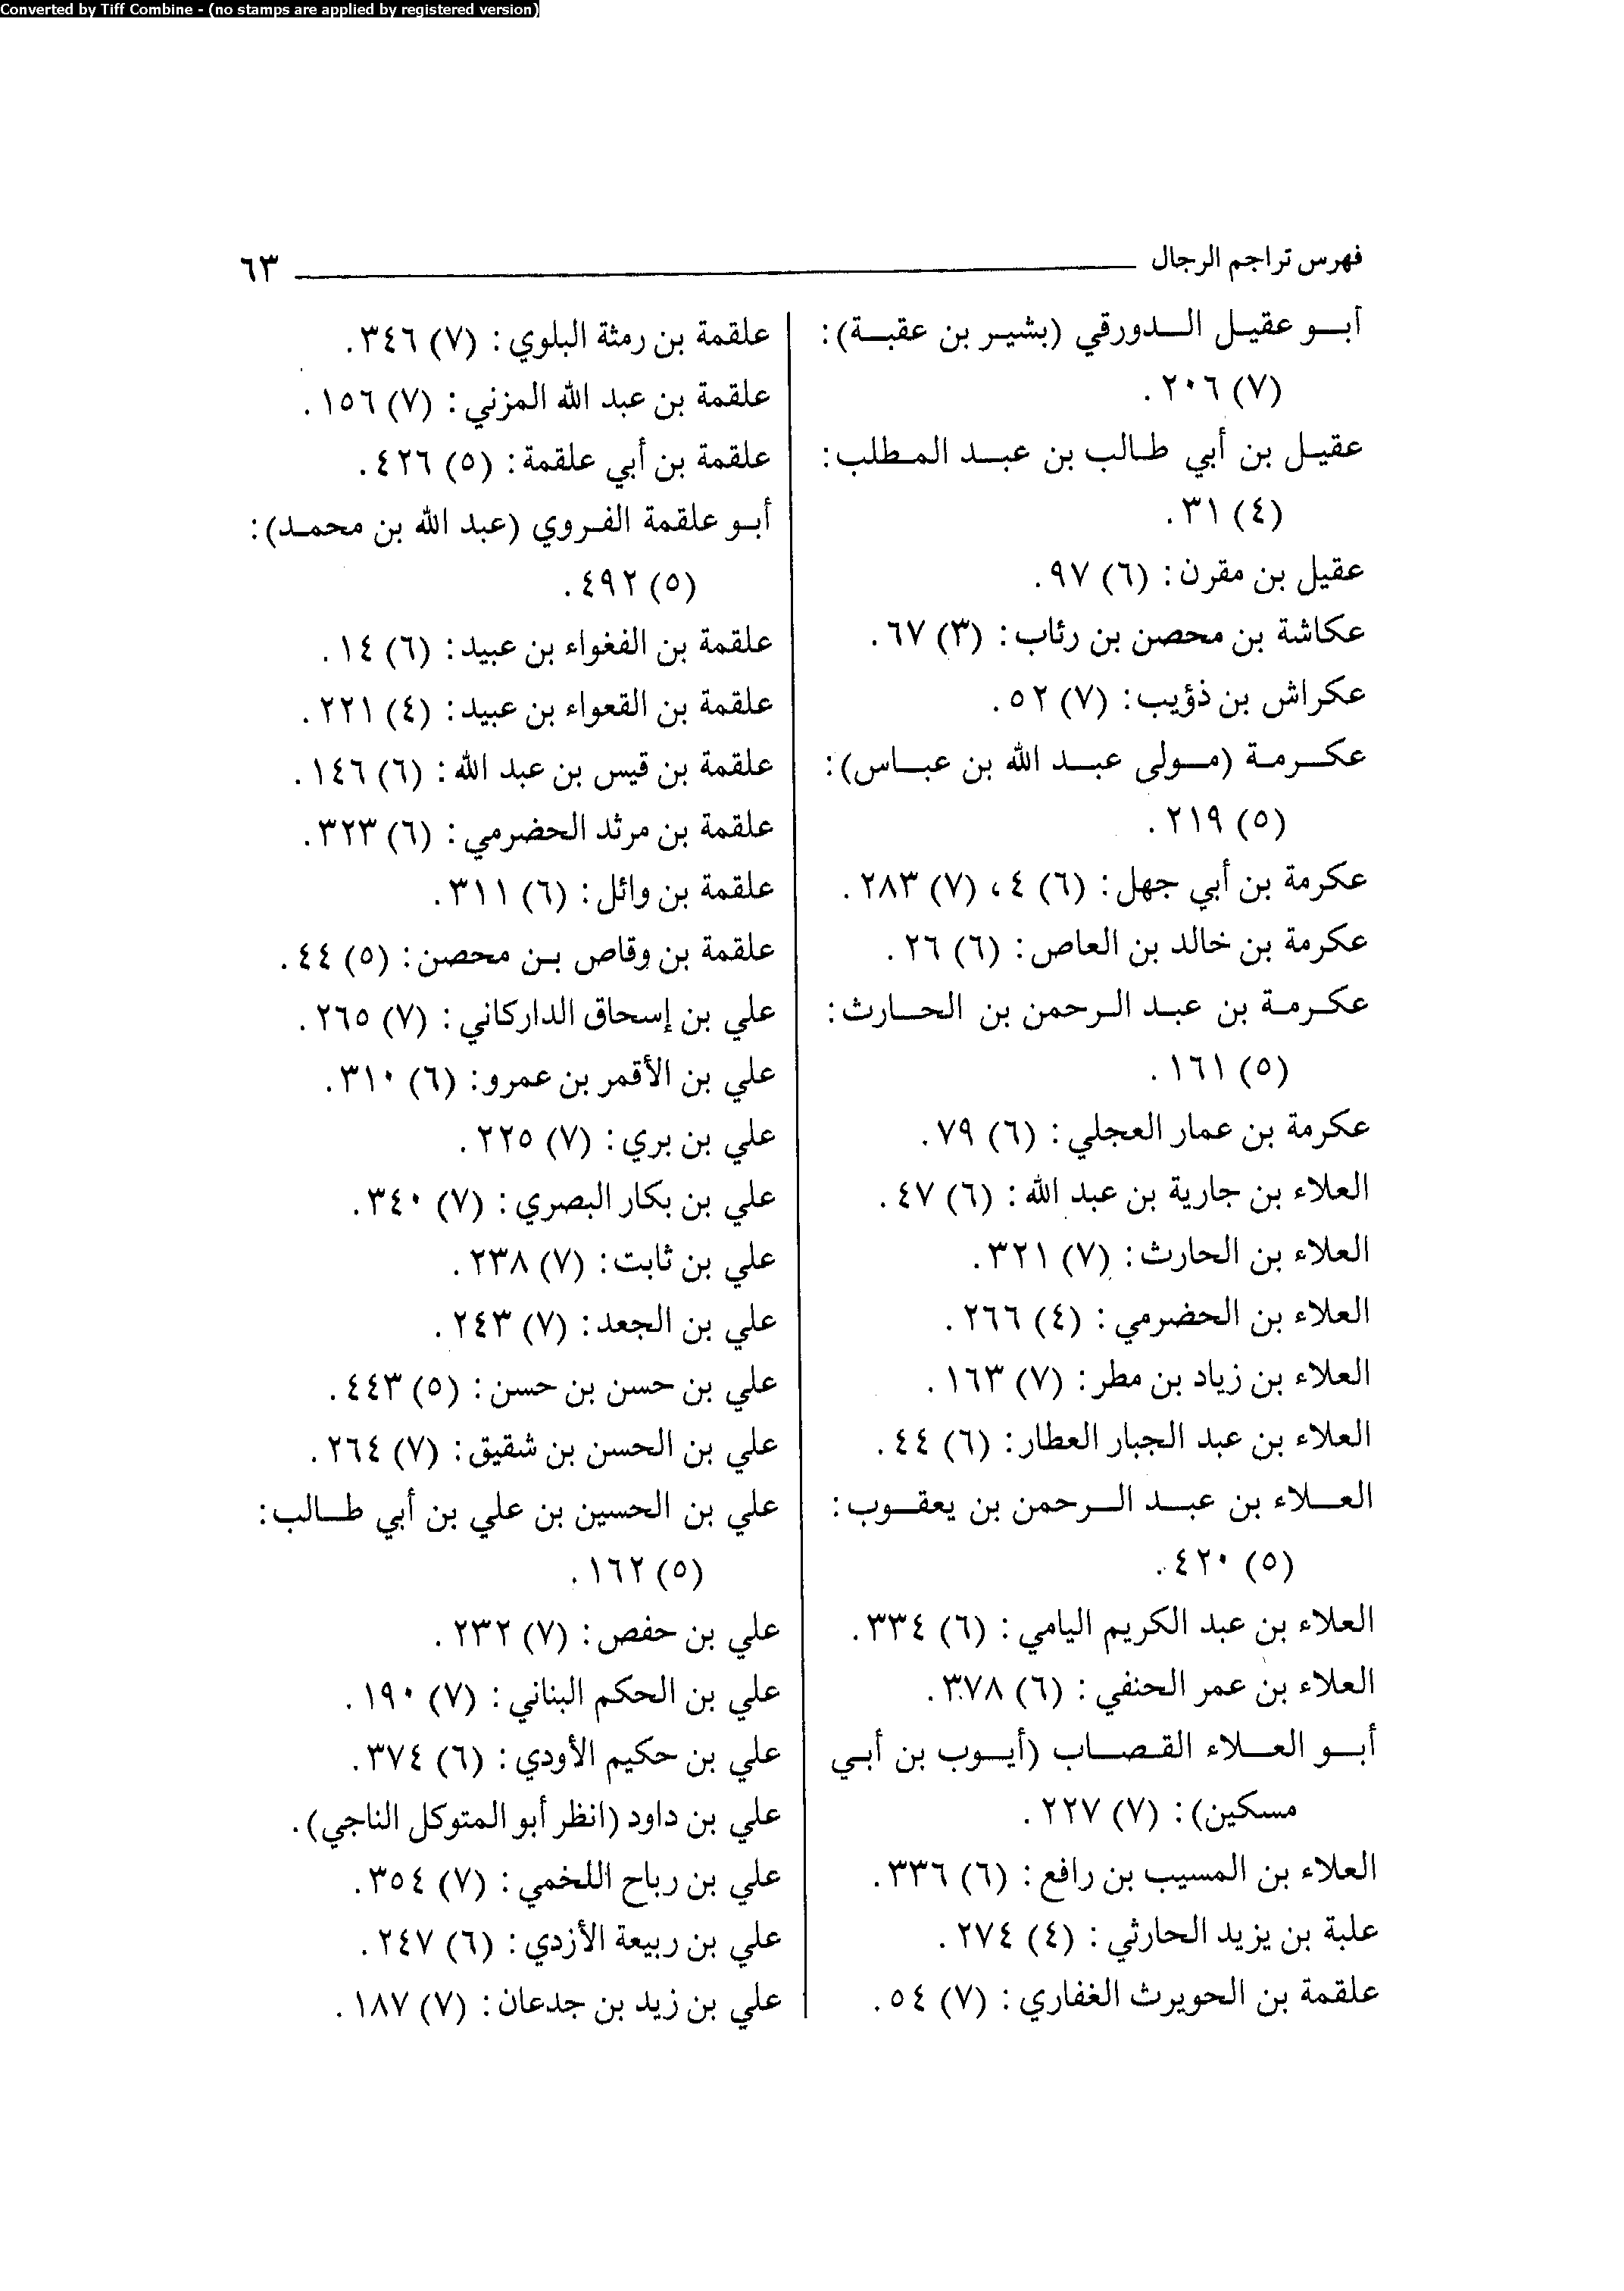 Converted by Tiff Combine - (no stamps are applied by registered version)
فهرس تراجم الرجال ٦٣
أبو عقيل الدورقي (بشير بن عقبة):
(٧) ٢٠٦.
عقيل بن أبي طالب بن عبد المطلب:
(٤) ٣١.
عقيل بن مقرن: (٦) ٩٧.
عكاشة بن محصن بن رئاب: (٣) ٦٧.
عكراش بن ذؤيب: (٧) ٥٢.
عكرمة (مولى عبد الله بن عباس):
(٥) ٢١٩.
عكرمة بن أبي جهل: (٦) ٤، (٧) ٢٨٣.
عكرمة بن خالد بن العاص: (٦) ٢٦.
عكرمة بن عبد الرحمن بن الحارث:
(٥) ١٦١.
عكرمة بن عمار العجلي: (٦) ٧٩.
العلاء بن جارية بن عبد الله: (٦) ٤٧.
العلاء بن الحارث: (٧) ٣٢١.
العلاء بن الحضرمي: (٤) ٢٦٦.
العلاء بن زياد بن مطر: (٧) ١٦٣.
العلاء بن عبد الجبار العطار: (٦) ٤٤.
العلاء بن عبد الرحمن بن يعقوب:
(٥) ٤٢٠.
العلاء بن عبد الكريم اليامي: (٦) ٣٣٤.
العلاء بن عمر الحنفي: (٦) ٣٧٨.
أبو العلاء القصاب (أيوب بن أبي
مسكين): (٧) ٢٢٧.
العلاء بن المسيب بن رافع: (٦) ٣٣٦.
علبة بن يزيد الحارثي: (٤) ٢٧٤.
علقمة بن الحويرث الغفاري: (٧) ٥٤.
علقمة بن رمثة البلوي: (٧) ٣٤٦.
علقمة بن عبد الله المزني: (٧) ١٥٦.
علقمة بن أبي علقمة: (٥) ٤٢٦.
أبو علقمة الفروي (عبد الله بن محمد):
(٥) ٤٩٢.
علقمة بن الفغواء بن عبيد: (٦) ١٤.
علقمة بن القعواء بن عبيد: (٤) ٢٢١.
علقمة بن قيس بن عبد الله: (٦) ١٤٦.
علقمة بن مرثد الحضرمي: (٦) ٣٢٣.
علقمة بن وائل: (٦) ٣١١.
علقمة بن وقاص بن محصن: (٥) ٤٤.
علي بن إسحاق الداركاني: (٧) ٢٦٥.
علي بن الأقمر بن عمرو: (٦) ٣١٠.
علي بن بري: (٧) ٢٢٥.
علي بن بكار البصري: (٧) ٣٤٠.
علي بن ثابت: (٧) ٢٣٨.
علي بن الجعد: (٧) ٢٤٣.
علي بن حسن بن حسن: (٥) ٤٤٣.
علي بن الحسن بن شقيق: (٧) ٢٦٤.
علي بن الحسين بن علي بن أبي طالب:
(٥) ١٦٢.
علي بن حفص: (٧) ٢٣٢.
علي بن الحكم البناني: (٧) ١٩٠.
علي بن حكيم الأودي: (٦) ٣٧٤.
علي بن داود (انظر أبو المتوكل الناجي).
علي بن رباح اللخمي: (٧) ٣٥٤.
علي بن ربيعة الأزدي: (٦) ٢٤٧.
علي بن زيد بن جدعان: (٧) ١٨٧.